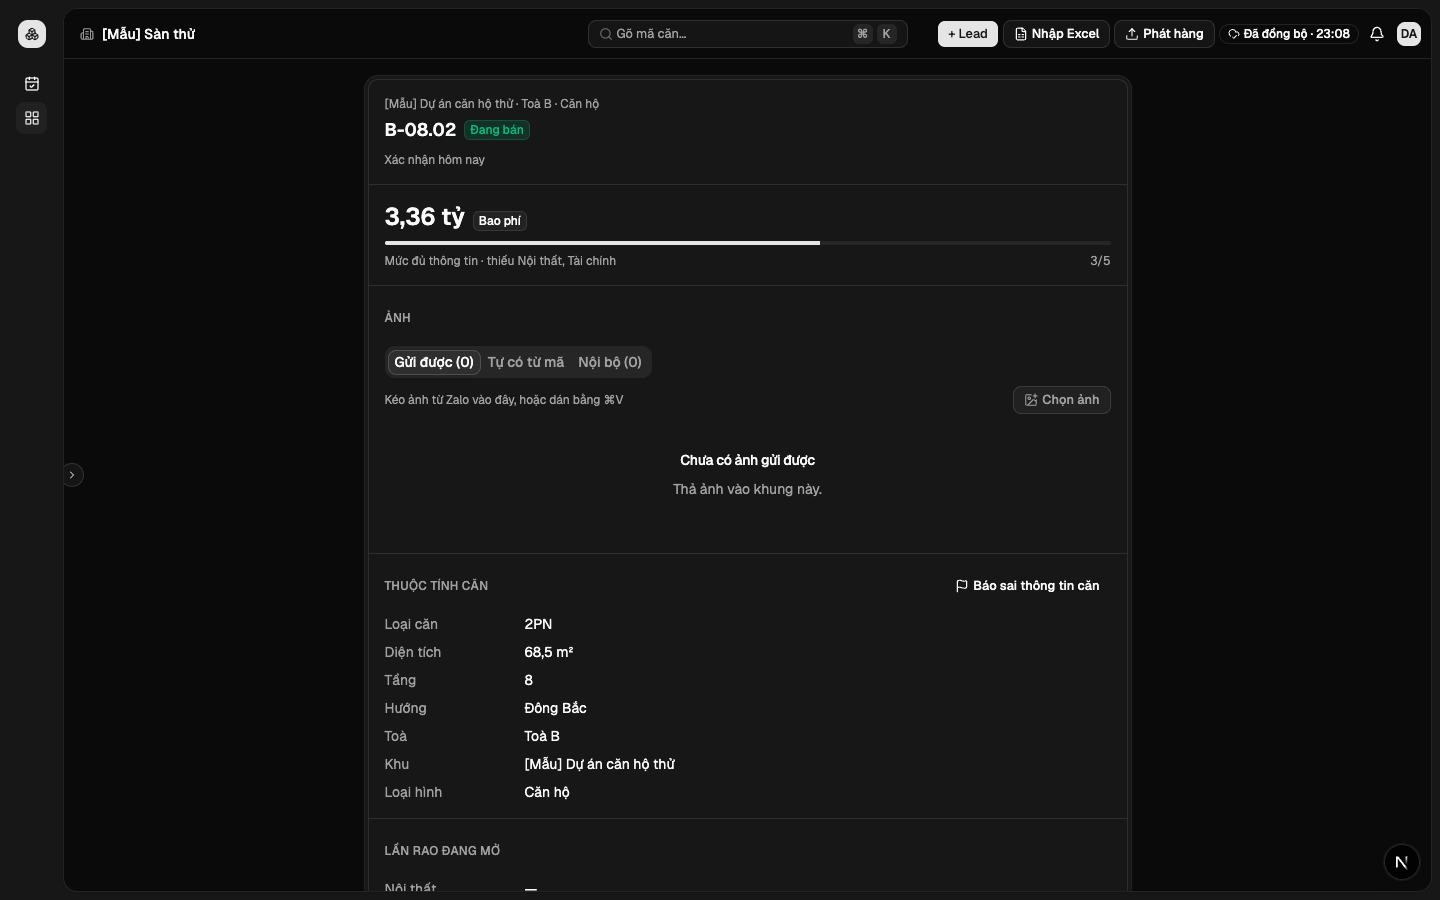 [Mẫu] Sàn thử
Gõ mã căn...
⌘ K
+ Lead
Nhập Excel
Phát hàng
Đã đồng bộ · 23:08
DA
[Mẫu] Dự án căn hộ thử · Toà B · Căn hộ
B-08.02 Đang bán
Xác nhận hôm nay
3,36 tỷ Bao phí
Mức đủ thông tin · thiếu Nội thất, Tài chính 3/5
ẢNH
Gửi được (0) Tự có từ mã Nội bộ (0)
Kéo ảnh từ Zalo vào đây, hoặc dán bằng ⌘V
Chọn ảnh
Chưa có ảnh gửi được
Thả ảnh vào khung này.
THUỘC TÍNH CĂN
Báo sai thông tin căn
Loại căn 2PN
Diện tích 68,5 m²
Tầng 8
Hướng Đông Bắc
Toà Toà B
Khu [Mẫu] Dự án căn hộ thử
Loại hình Căn hộ
LẦN RAO ĐANG MỞ
Nội thất —
N